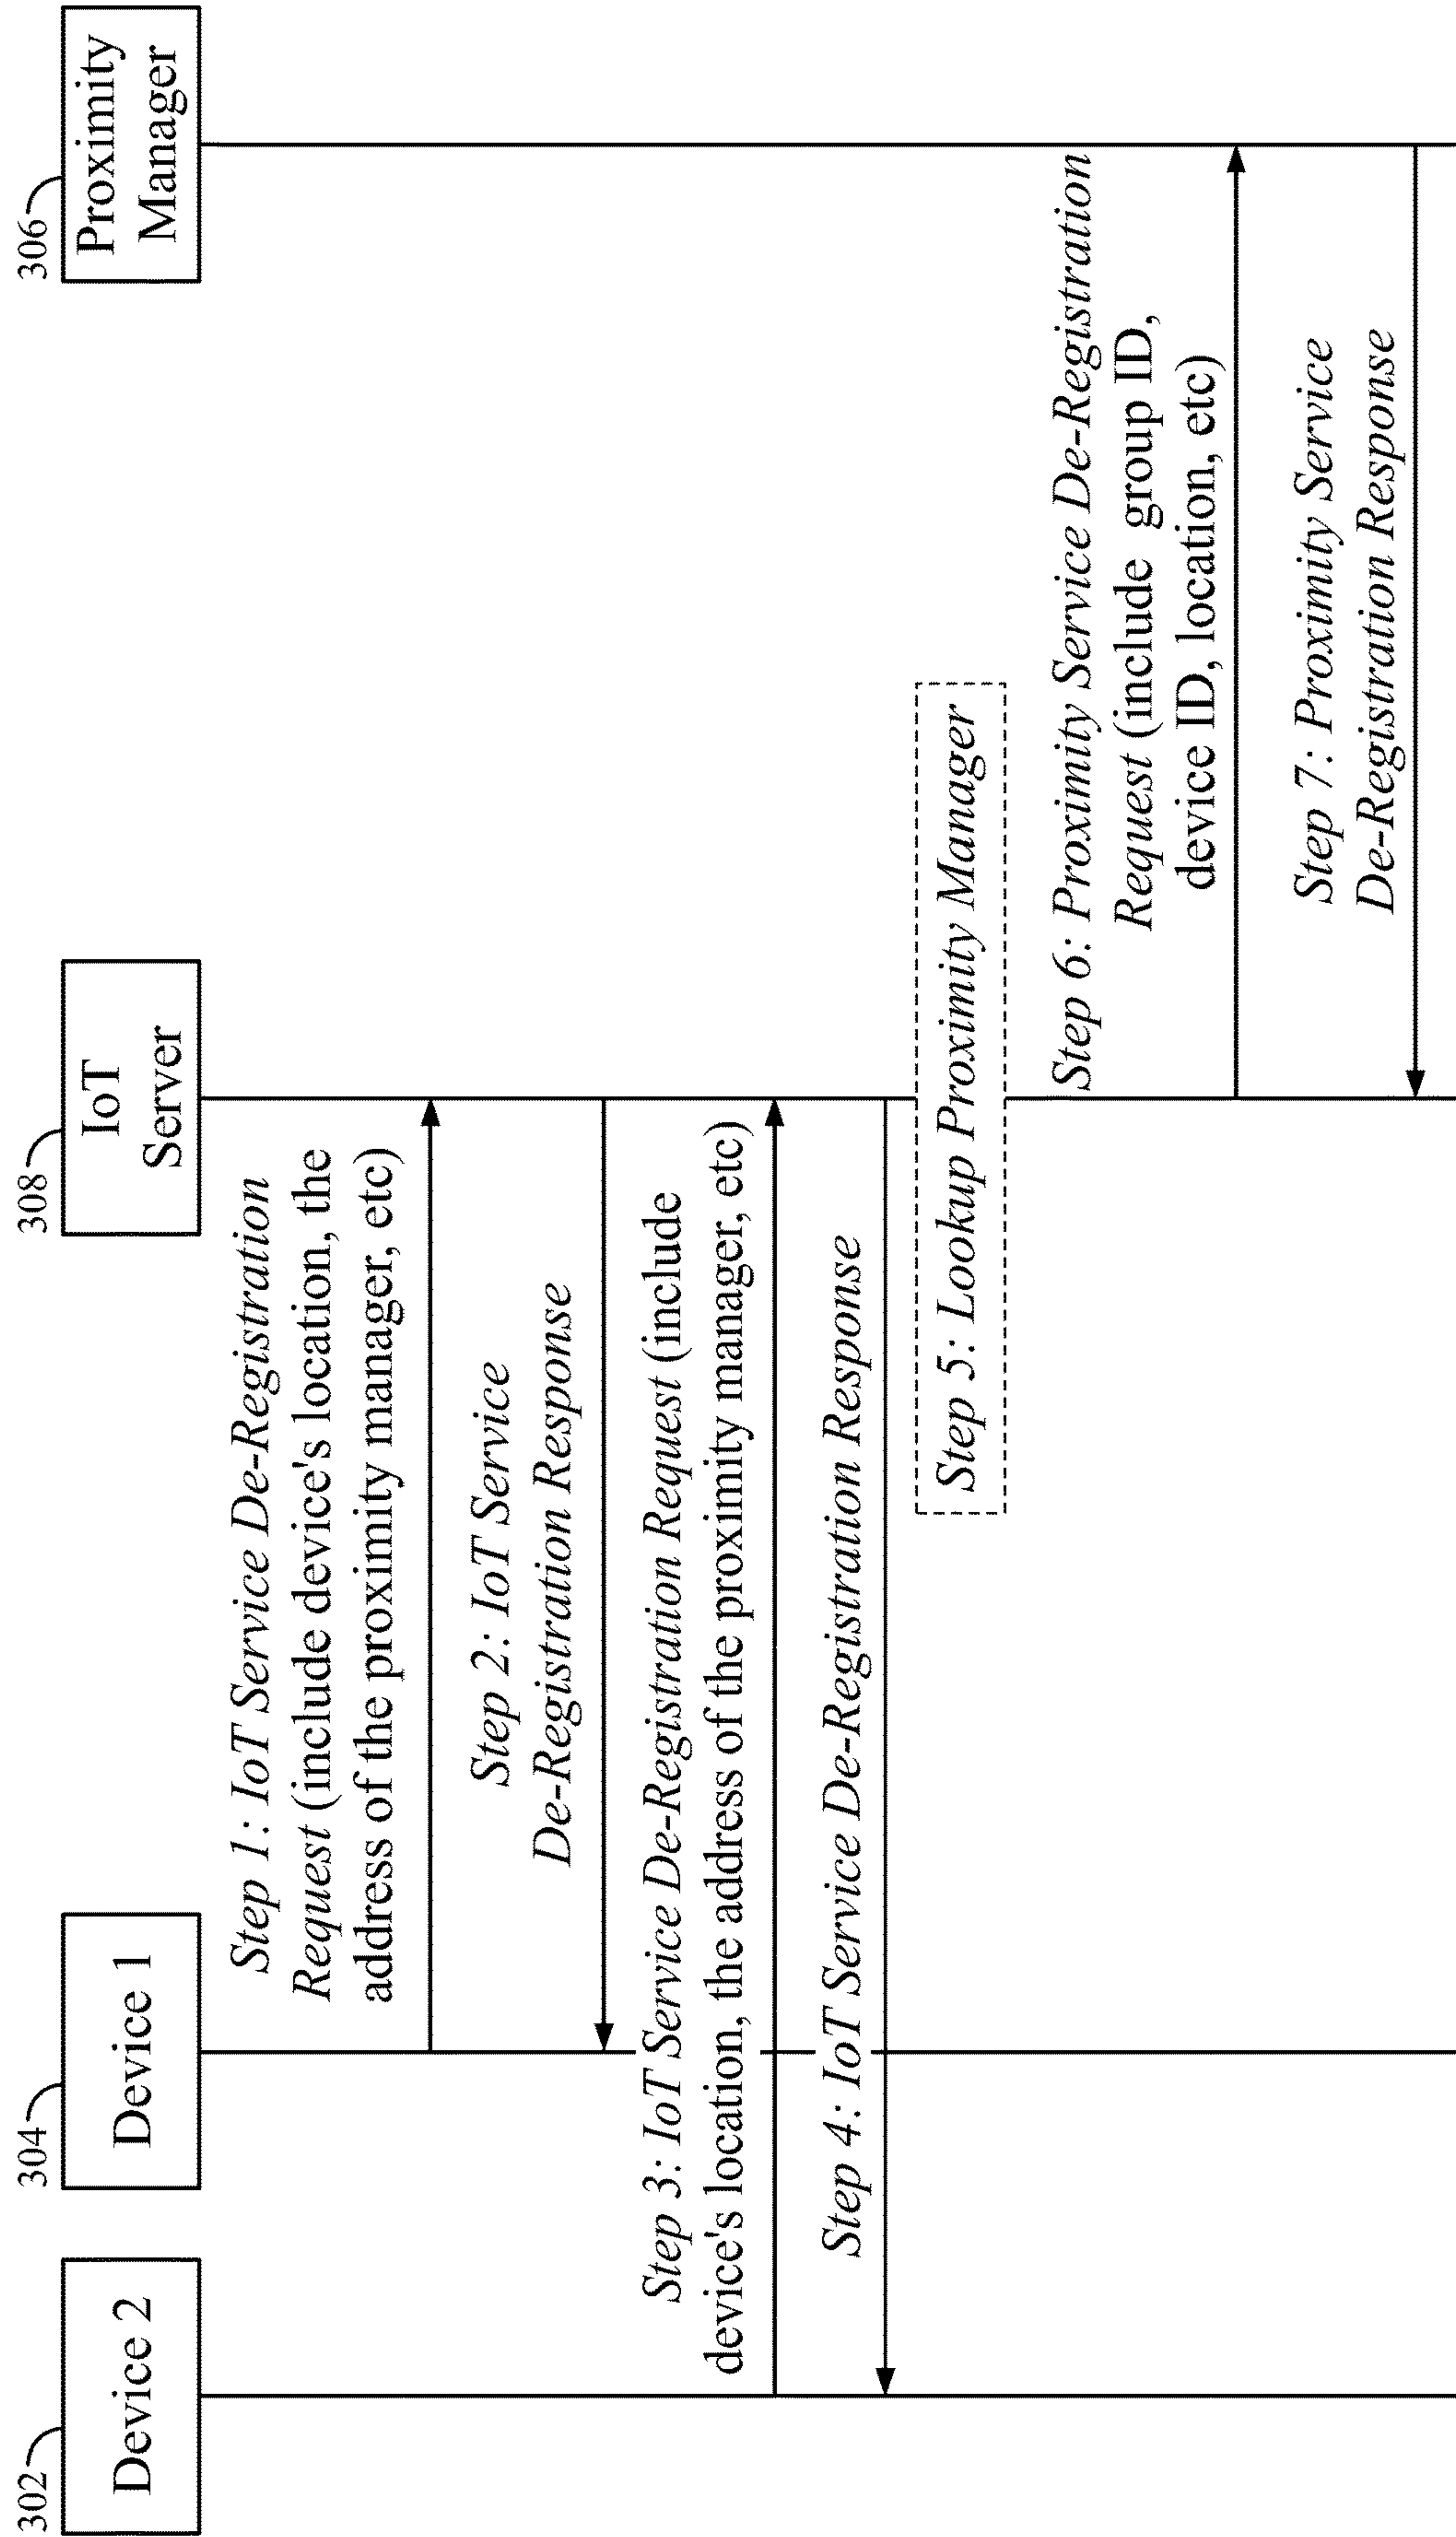 302
Device 2
304
Device 1
308
IoT
Server
306
Proximity
Manager
Step 1: IoT Service De-Registration
Request (include device's location, the
address of the proximity manager, etc)
Step 2: IoT Service
De-Registration Response
Step 3: IoT Service De-Registration Request (include
device's location, the address of the proximity manager, etc)
Step 4: IoT Service De-Registration Response
Step 5: Lookup Proximity Manager
Step 6: Proximity Service De-Registration
Request (include group ID,
device ID, location, etc)
Step 7: Proximity Service
De-Registration Response